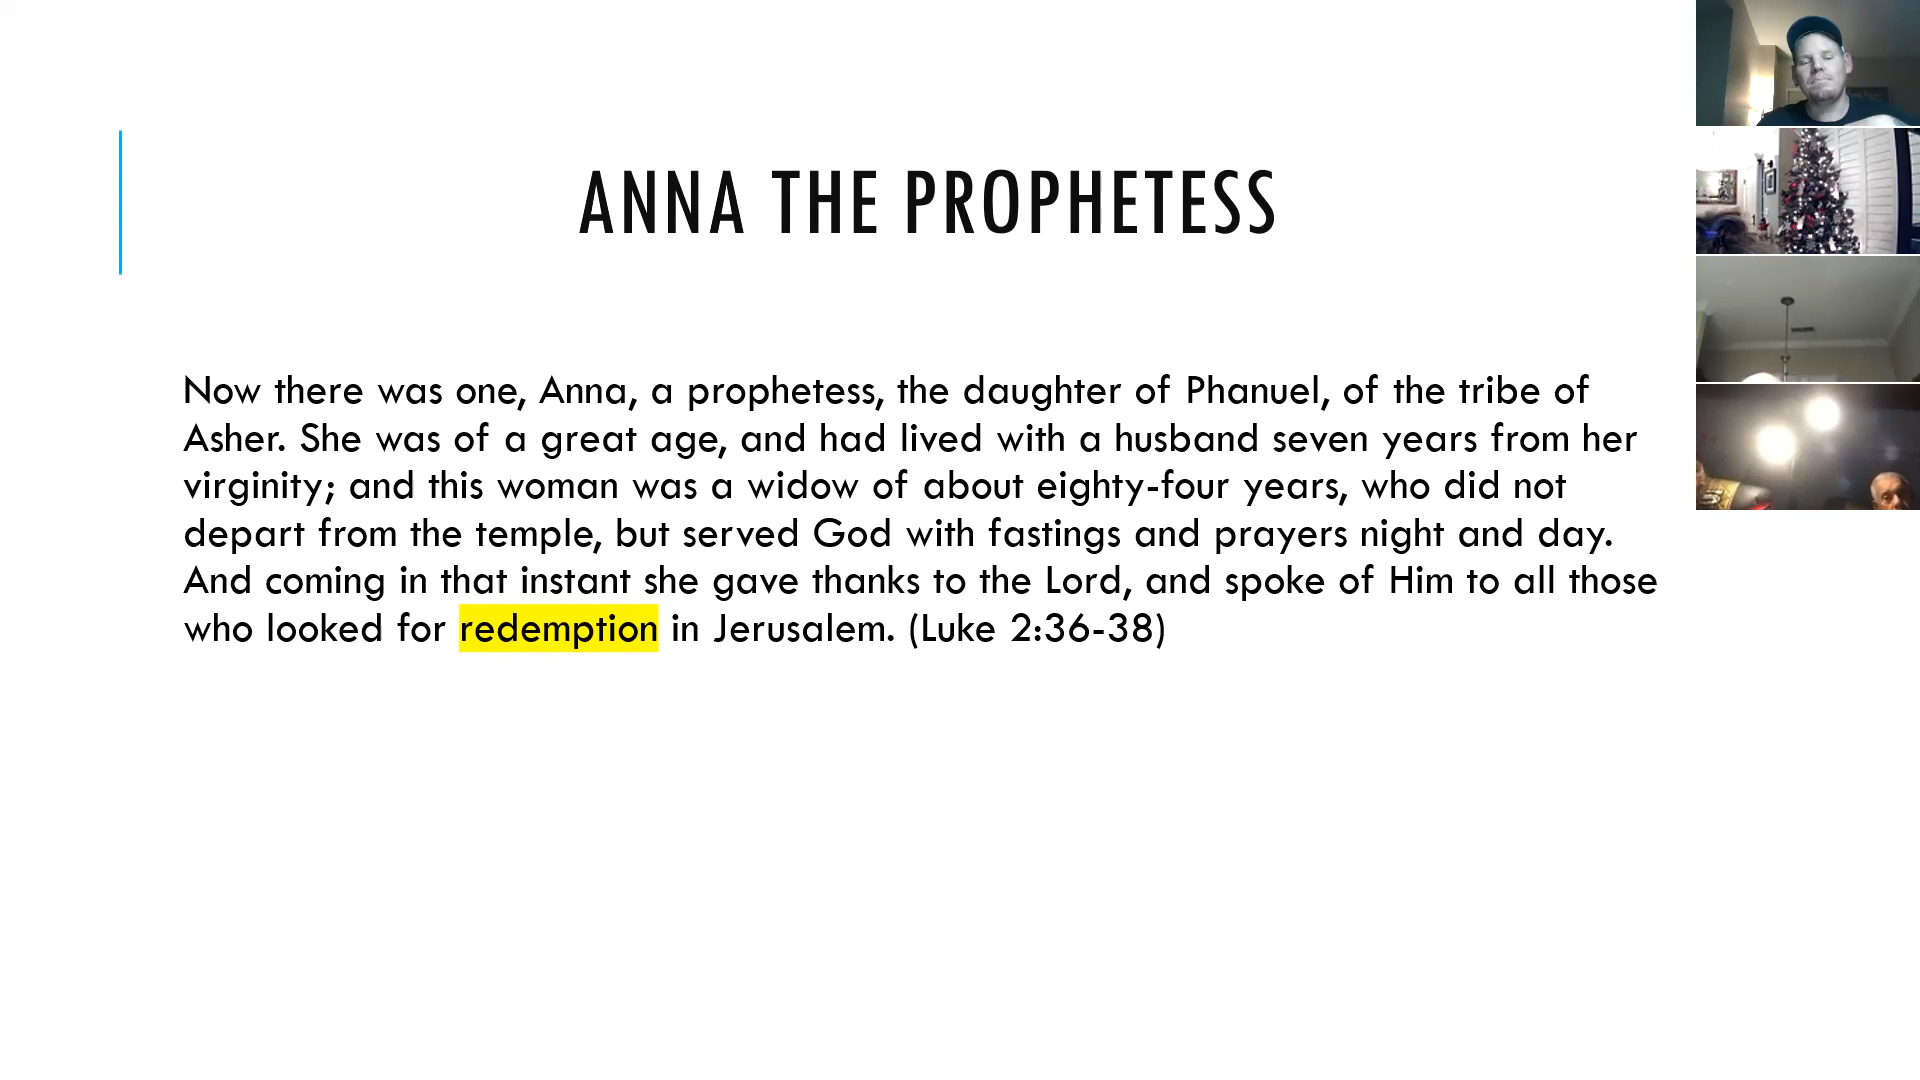 ANNA THE PROPHETESS
Now there was one, Anna, a prophetess, the daughter of Phanuel, of the tribe of
Asher. She was of a great age, and had lived with a husband seven years from her
virginity; and this woman was a widow of about eighty-four years, who did not
depart from the temple, but served God with fastings and prayers night and day.
And coming in that instant she gave thanks to the Lord, and spoke of Him to all those
who looked for redemption in Jerusalem. (Luke 2:36-38)